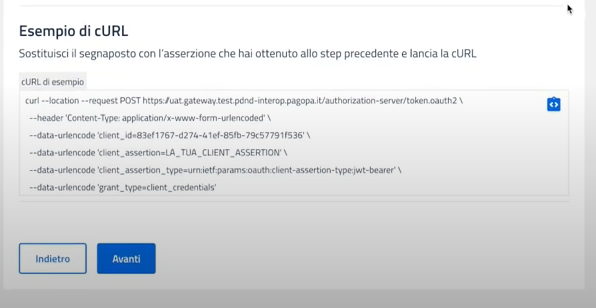 Esempio di cURL
Sostituisci il segnaposto con l'asserzione che hai ottenuto allo step precedente e lancia la cURL
cURL di esempio
curl --location --request POST https://uat.gateway.test.pdnd-interop.pagopa.it/authorization-server/token.oauth2 \
--header 'Content-Type: application/x-www-form-urlencoded' \
--data-urlencode 'client_id=83ef1767-d274-41ef-85fb-79c57791f536' \
--data-urlencode 'client_assertion=LA_TUA_CLIENT_ASSERTION' \
--data-urlencode 'client_assertion_type=urn:ietf:params:oauth:client-assertion-type:jwt-bearer' \
--data-urlencode 'grant_type=client_credentials'
Indietro Avanti